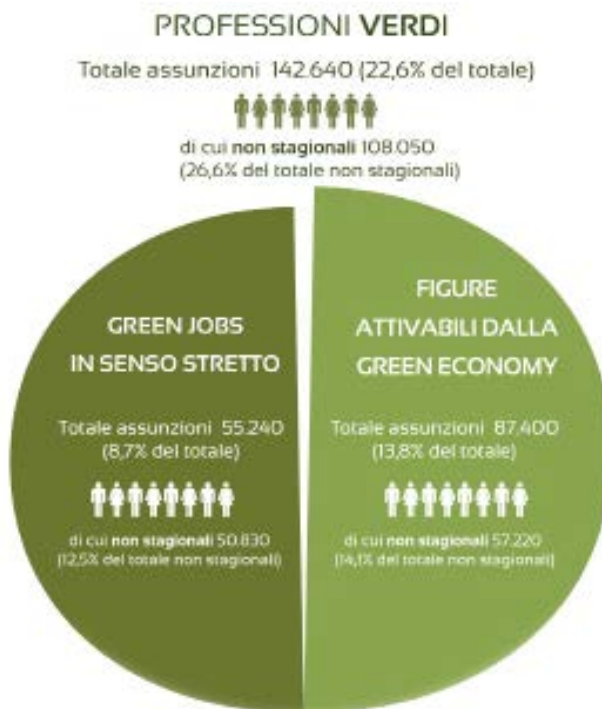 PROFESSIONI VERDI
Totale assunzioni 142.640 (22,6% del totale)
di cui non stagionali 108.050
(26,6% del totale non stagionali)
GREEN JOBS
IN SENSO STRETTO
Totale assunzioni 55.240
(8,7% del totale)
di cui non stagionali 50.830
(12,5% del totale non stagionali)
FIGURE
ATTIVABILI DALLA
GREEN ECONOMY
Totale assunzioni 87.400
(13,8% del totale)
di cui non stagionali 57.220
(14,1% del totale non stagionali)